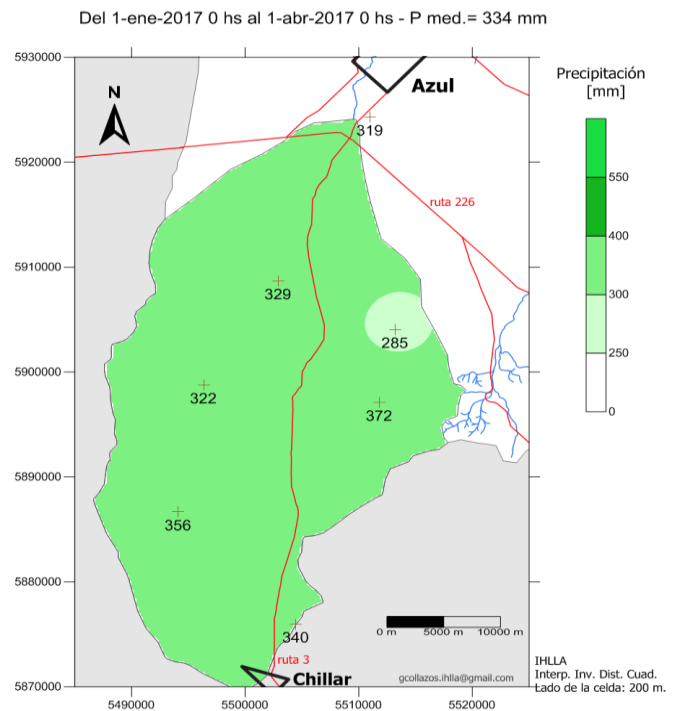 Del 1-ene-2017 0 hs al 1-abr-2017 0 hs - P med.= 334 mm
5930000
Azul
Precipitación
[mm]
N
319
550
5920000
ruta 226
400
5910000
329
300
285
250
5900000
322
372
0
5890000
356
5880000
340
0 m 5000 m 10000 m
ruta 3
Chillar
gcollazos.ihlla@gmail.com
IHLLA
Interp. Inv. Dist. Cuad.
Lado de la celda: 200 m.
5870000
5490000 5500000 5510000 5520000